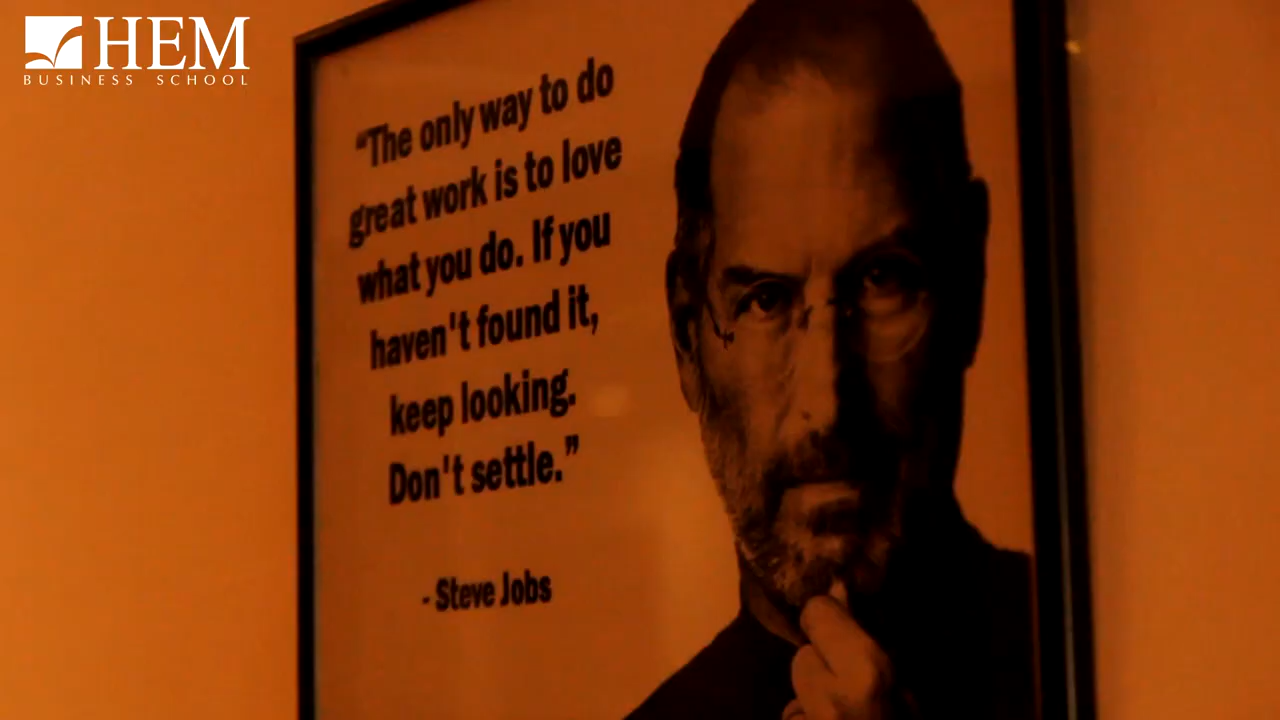 HEM
BUSINESS SCHOOL
“The only way to do
great work is to love
what you do. If you
haven't found it,
keep looking.
Don't settle.”
- Steve Jobs